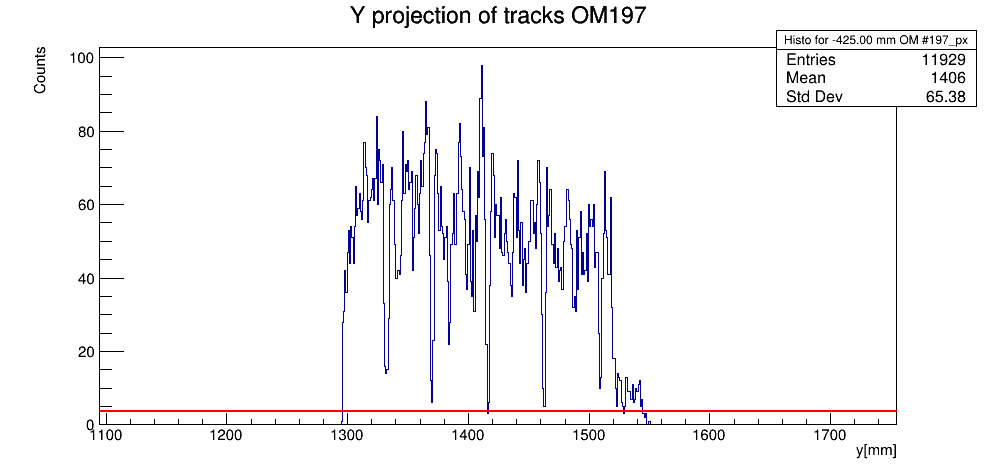 Y projection of tracks OM197
Histo for -425.00 mm OM #197_px
Entries 11929
Mean 1406
Std Dev 65.38
Counts
100
80
60
40
20
0
1100 1200 1300 1400 1500 1600 1700
y[mm]